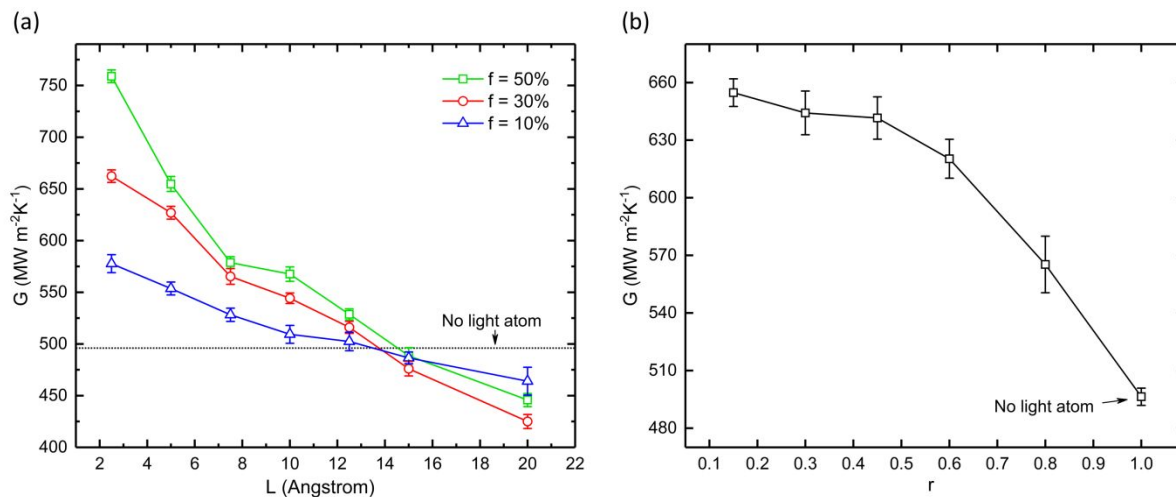 (a)
G (MW m⁻²K⁻¹)
750
700
650
600
550
500
450
400
f = 50%
f = 30%
f = 10%
No light atom
2 4 6 8 10 12 14 16 18 20 22
L (Angstrom)
(b)
G (MW m⁻²K⁻¹)
660
630
600
570
540
510
480
No light atom
0.1 0.2 0.3 0.4 0.5 0.6 0.7 0.8 0.9 1.0
r